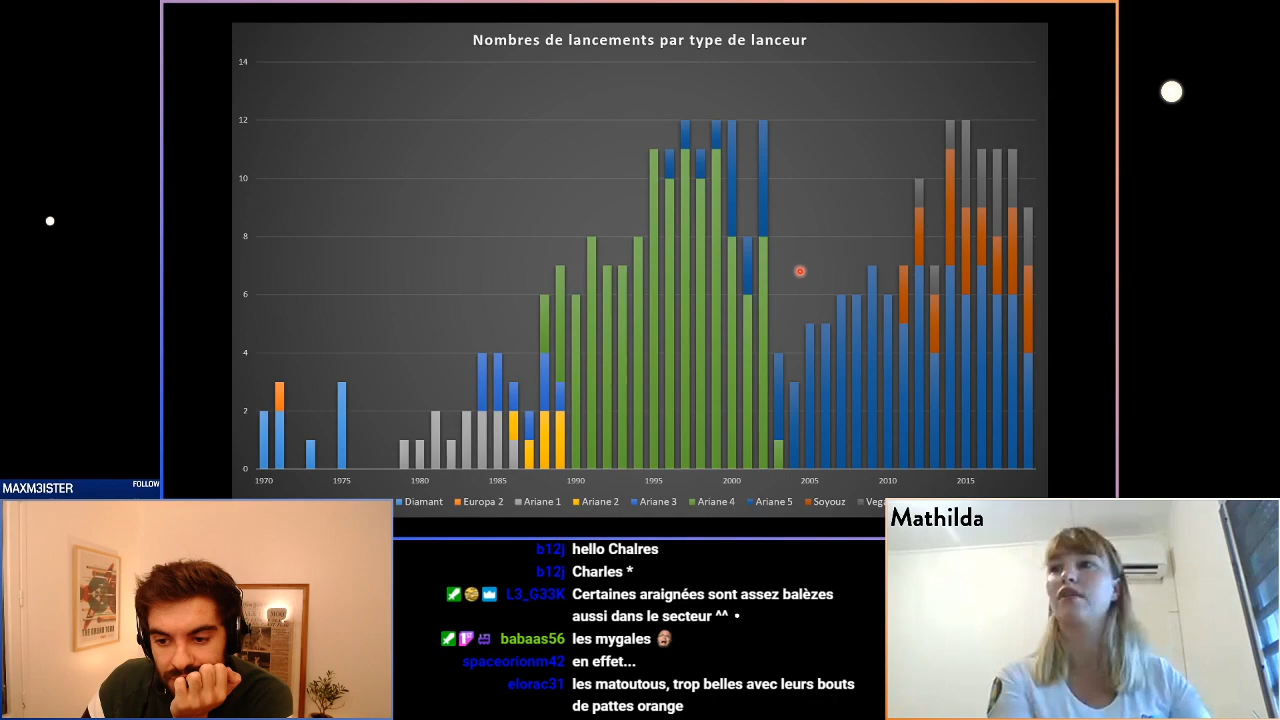 Nombres de lancements par type de lanceur
14
12
10
8
6
4
2
0
1970 1975 1980 1985 1990 1995 2000 2005 2010 2015
Diamant Europa 2 Ariane 1 Ariane 2 Ariane 3 Ariane 4 Ariane 5 Soyouz
MAXM3ISTER FOLLOW
Mathilda
b12j hello Chalres
b12j Charles *
L3_G33K Certaines araignées sont assez balèzes
aussi dans le secteur ^^ •
babaas56 les mygales
spaceorionm42 en effet...
elorac31 les matoutous, trop belles avec leurs bouts
de pattes orange